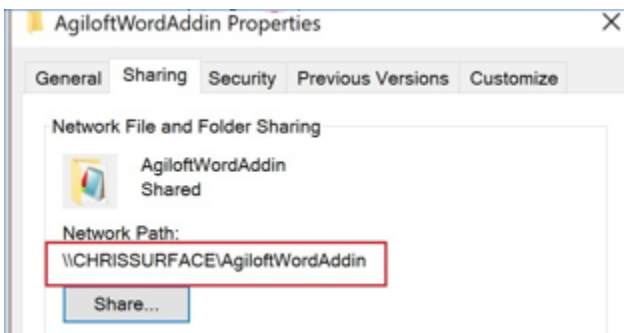 AgiloftWordAddin Properties
General Sharing Security Previous Versions Customize
Network File and Folder Sharing
AgiloftWordAddin
Shared
Network Path:
\\CHRISSURFACE\AgiloftWordAddin
Share...